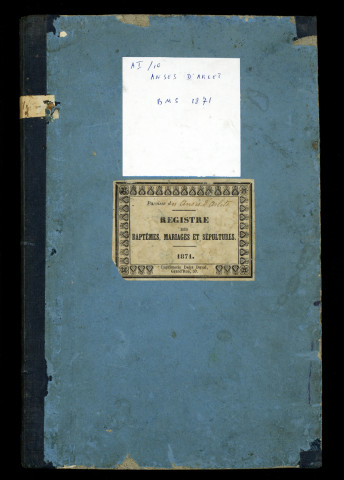 AJ/10
ANSES D'ARLET
BMS 1871
Paroisse des Anses d'Arlets
REGISTRE
DES
BAPTÊMES, MARIAGES ET SÉPULTURES.
1871.